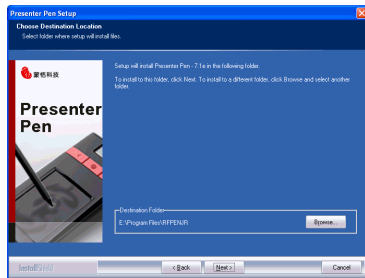 Presenter Pen Setup
Choose Destination Location
Select folder where setup will install files.
蒙恬科技
Presenter
Pen
Setup will install Presenter Pen - 7.1e in the following folder.
To install to this folder, click Next. To install to a different folder, click Browse and select another
folder.
Destination Folder
E:\Program Files\RFPENJR
Browse...
InstallShield
< Back
Next >
Cancel